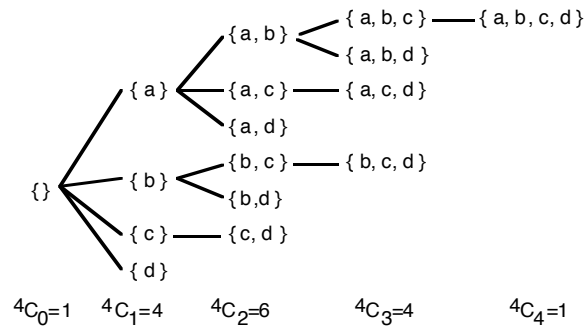 { a, b, c } { a, b, c, d }
{ a, b }
{ a, b, d }
{ a } { a, c } { a, c, d }
{ a, d }
{ b, c } { b, c, d }
{ } { b }
{b,d}
{ c } { c, d }
{ d }
⁴C₀=1 ⁴C₁=4 ⁴C₂=6 ⁴C₃=4 ⁴C₄=1